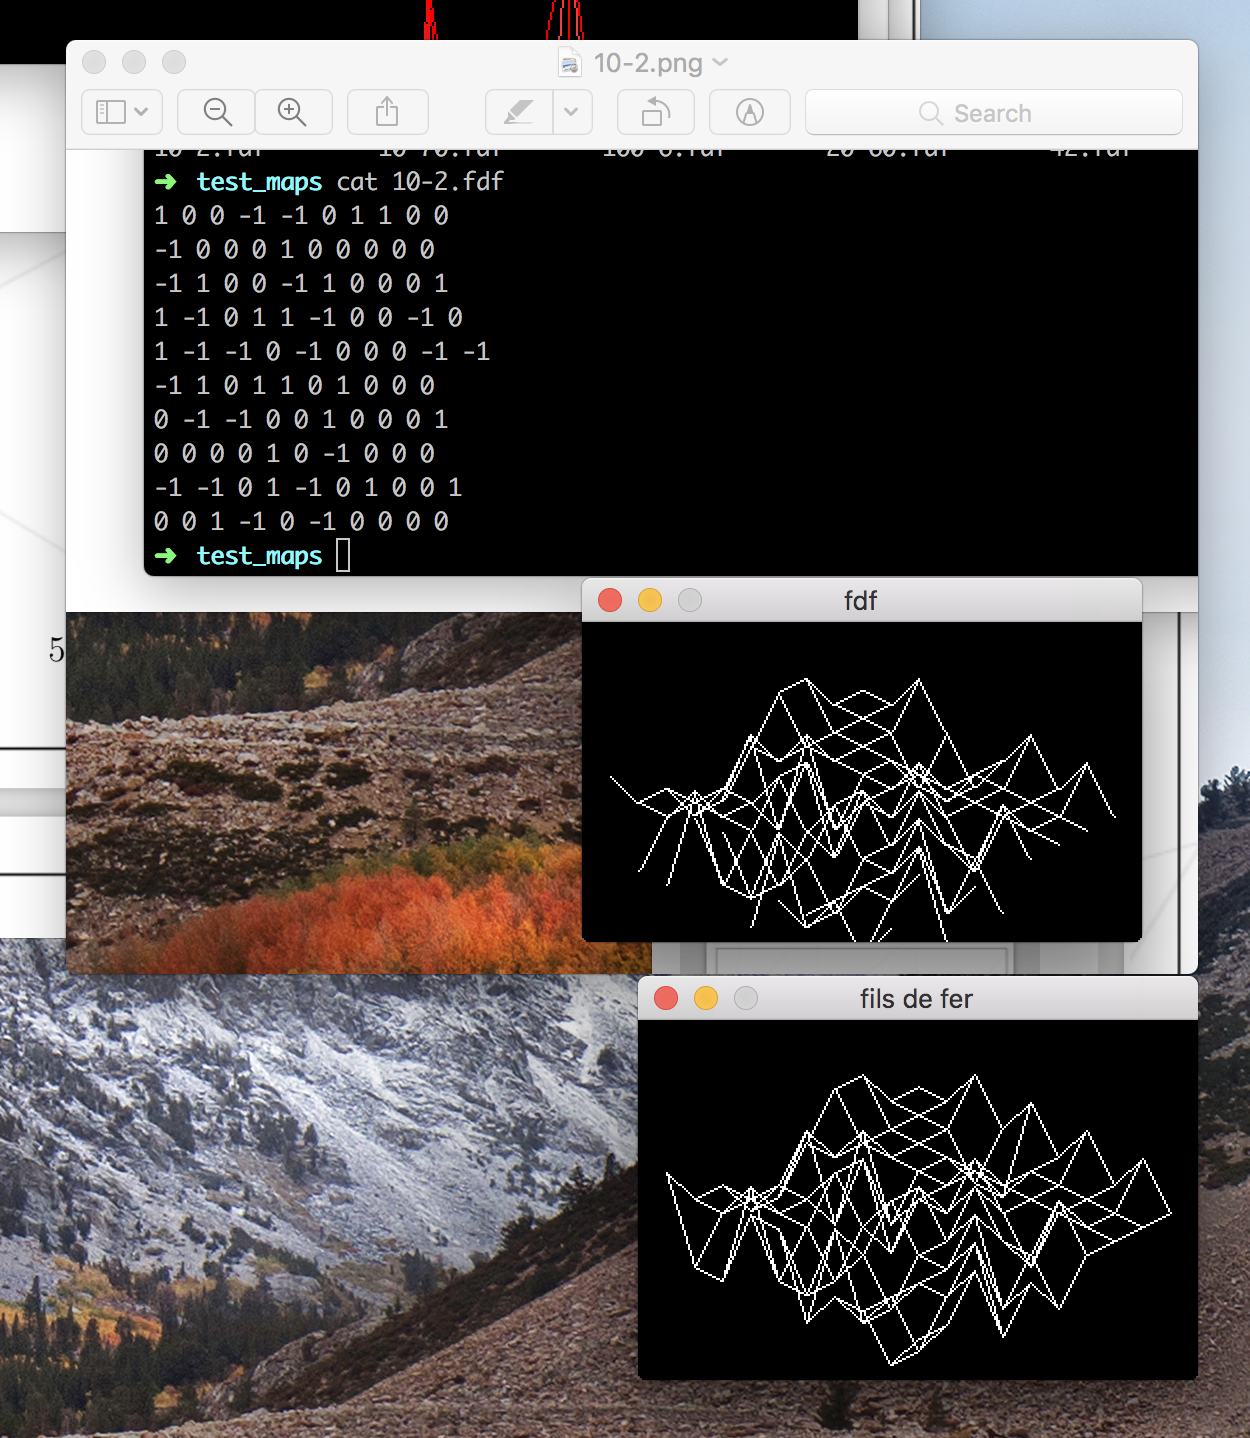 10-2.png
Search
10-2.fdf 10-70.fdf 100-6.fdf 20-60.fdf 42.fdf
➜ test_maps cat 10-2.fdf
1 0 0 -1 -1 0 1 1 0 0
-1 0 0 0 1 0 0 0 0 0
-1 1 0 0 -1 1 0 0 0 1
1 -1 0 1 1 -1 0 0 -1 0
1 -1 -1 0 -1 0 0 0 -1 -1
-1 1 0 1 1 0 1 0 0 0
0 -1 -1 0 0 1 0 0 0 1
0 0 0 0 1 0 -1 0 0 0
-1 -1 0 1 -1 0 1 0 0 1
0 0 1 -1 0 -1 0 0 0 0
➜ test_maps
fdf
5
fils de fer